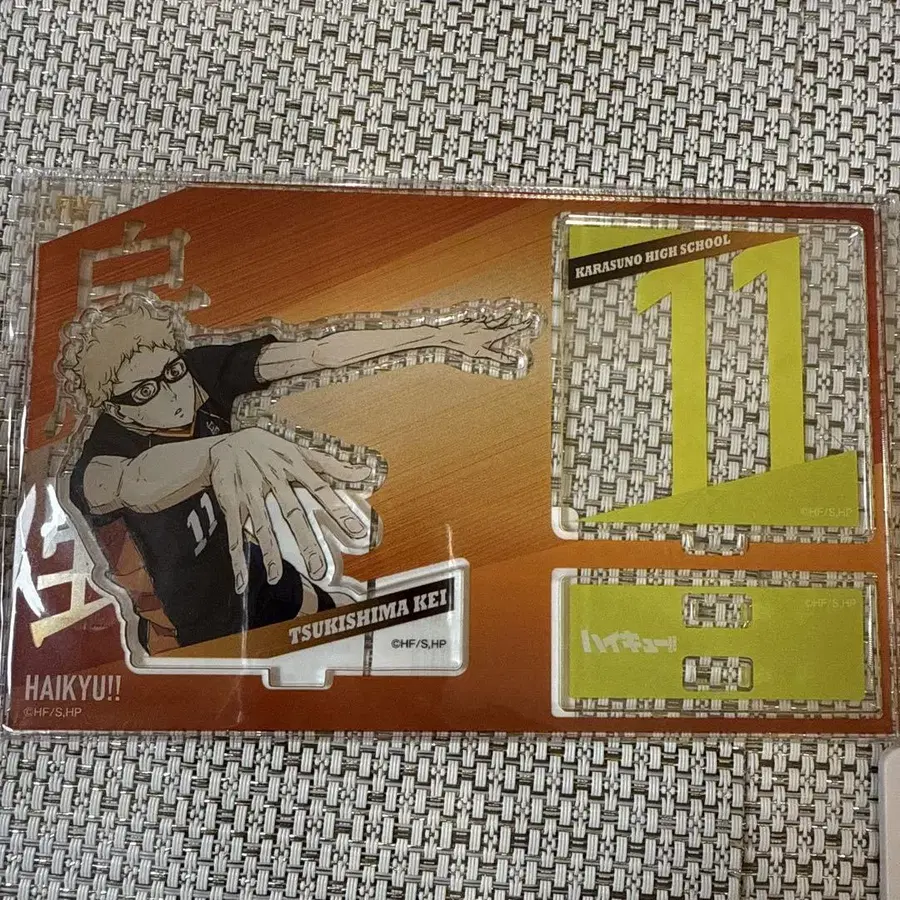 KARASUNO HIGH SCHOOL
11
©HF/S,HP
11
TSUKISHIMA KEI
©HF/S,HP
©HF/S,HP
ハイキュー!!
HAIKYU!!
©HF/S,HP